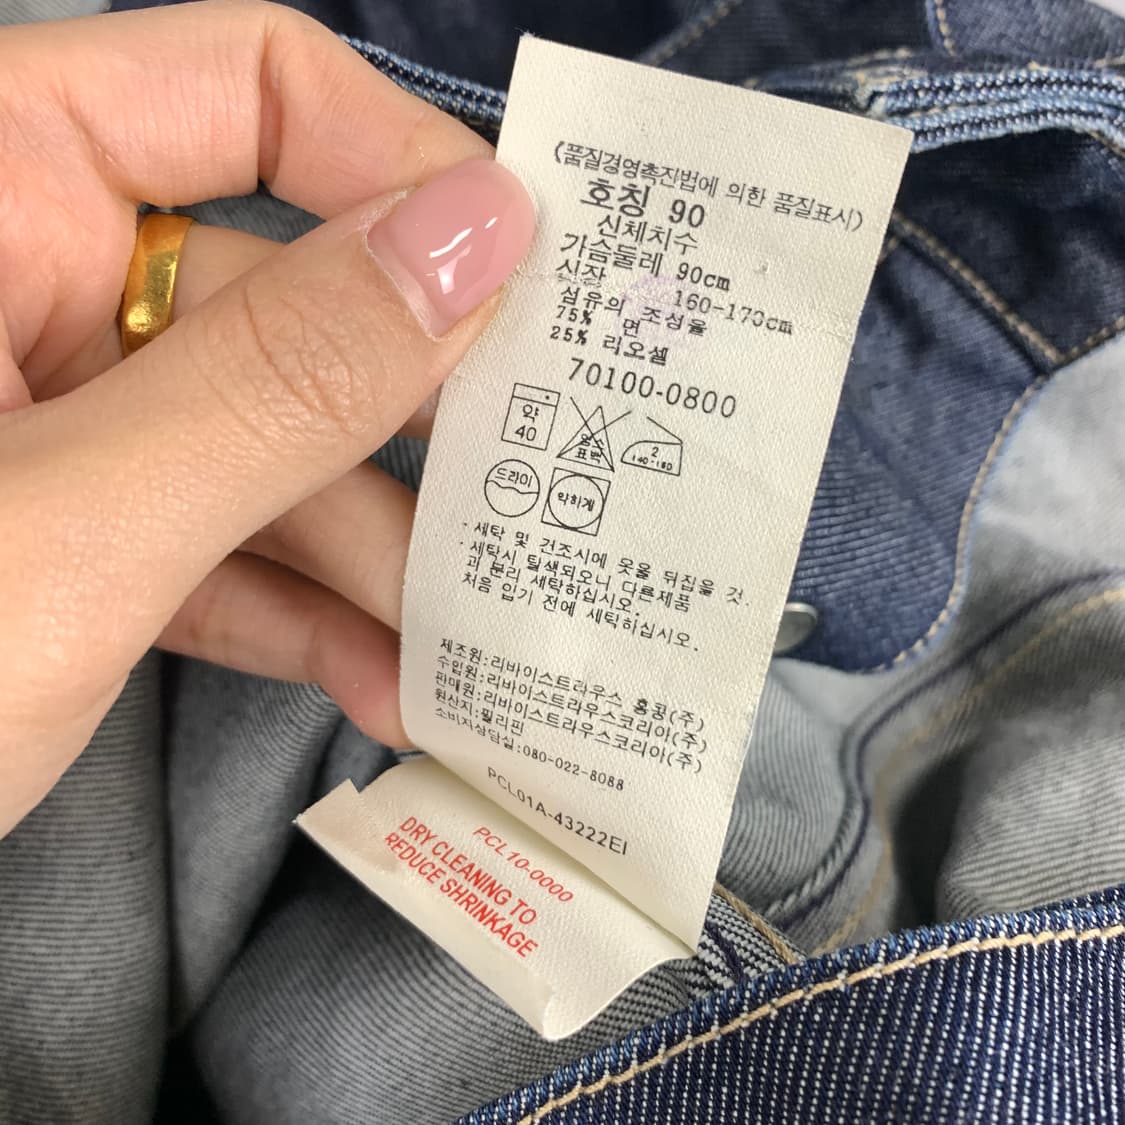 (품질경영촉진법에 의한 품질표시)
호칭 90
신체치수
가슴둘레 90cm
신장 160-170cm
섬유의 조성율
75% 면
25% 리오셀
70100-0800
약
40
염소
표백
2
140-160
드라이
약하게
· 세탁 및 건조시에 옷을 뒤집을 것.
· 세탁시 탈색되오니 다른제품
과 분리 세탁하십시오.
처음 입기 전에 세탁하십시오.
제조원:리바이스트라우스 홍콩(주)
수입원:리바이스트라우스코리아(주)
판매원:리바이스트라우스코리아(주)
원산지:필리핀
소비자상담실:080-022-8088
PCL01A-43222EI
PCL10-0000
DRY CLEANING TO
REDUCE SHRINKAGE